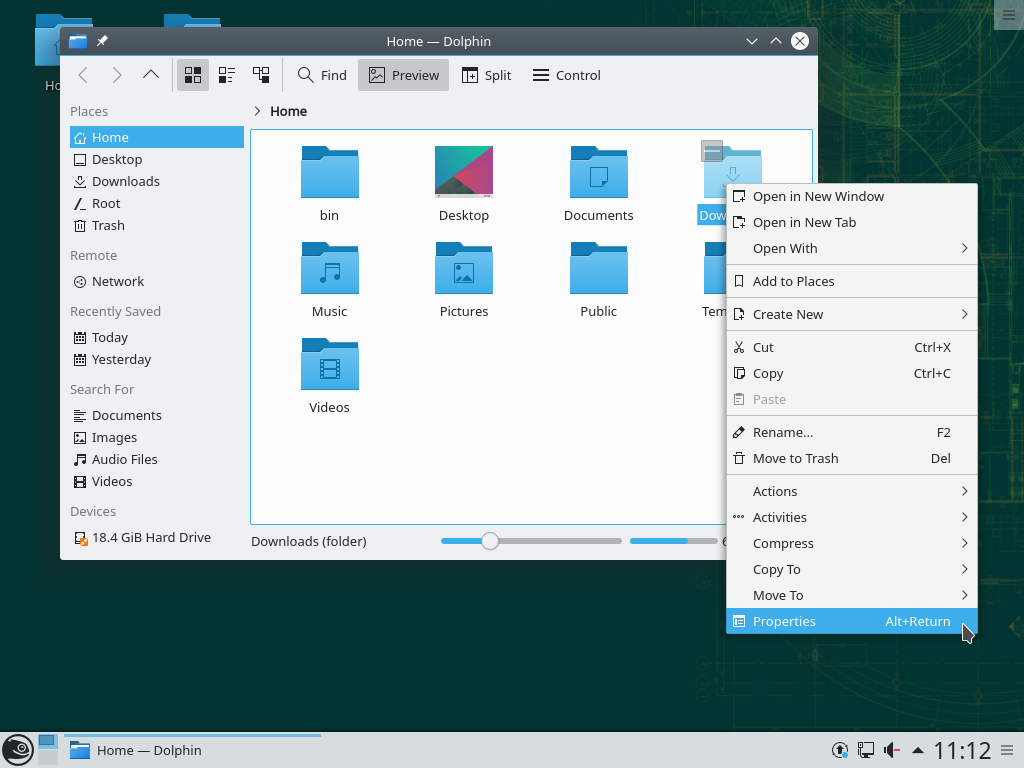 Home — Dolphin
Find
Preview
Split
Control
Places
Home
Desktop
Downloads
Root
Trash
Remote
Network
Recently Saved
Today
Yesterday
Search For
Documents
Images
Audio Files
Videos
Devices
18.4 GiB Hard Drive
Home
bin
Desktop
Documents
Music
Pictures
Public
Videos
Downloads (folder)
Open in New Window
Open in New Tab
Open With
Add to Places
Create New
Cut Ctrl+X
Copy Ctrl+C
Paste
Rename... F2
Move to Trash Del
Actions
Activities
Compress
Copy To
Move To
Properties Alt+Return
Home — Dolphin
11:12